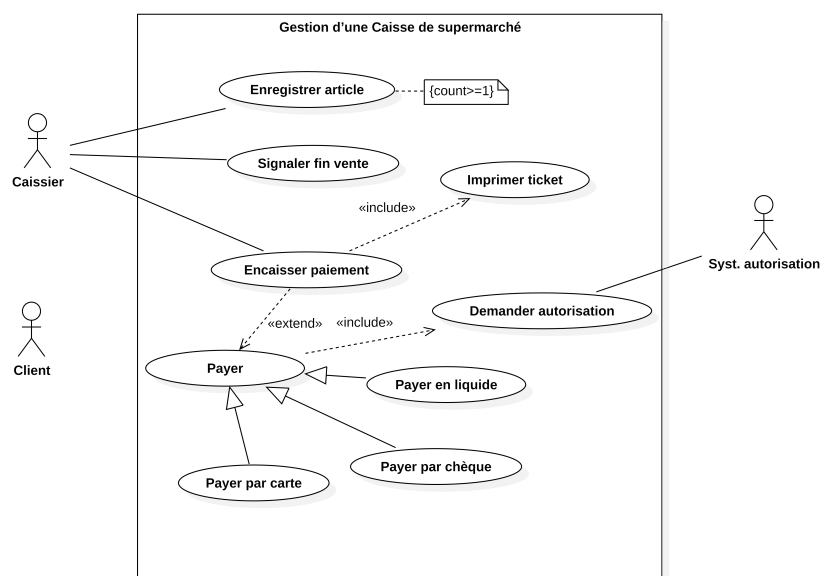 Gestion d’une Caisse de supermarché
Enregistrer article
{count>=1}
Caissier
Signaler fin vente
Imprimer ticket
«include»
Syst. autorisation
Encaisser paiement
Demander autorisation
«extend»
«include»
Client
Payer
Payer en liquide
Payer par chèque
Payer par carte